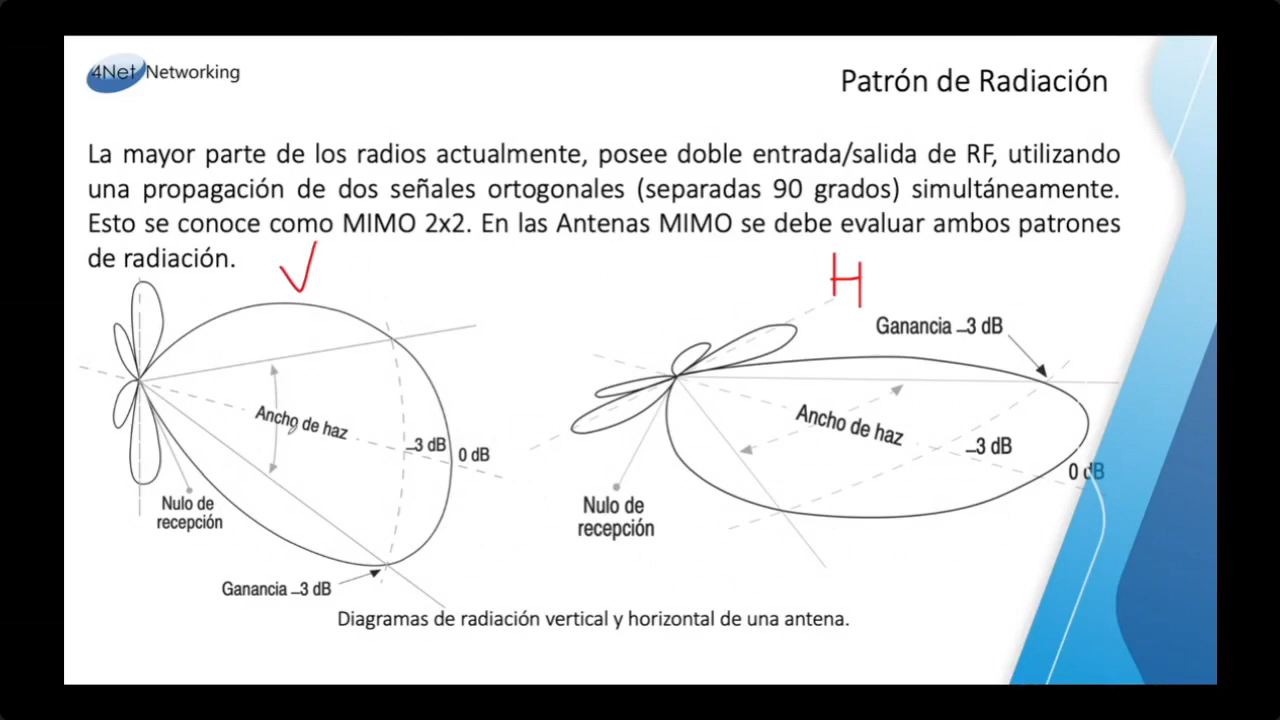 4Net Networking
Patrón de Radiación
La mayor parte de los radios actualmente, posee doble entrada/salida de RF, utilizando
una propagación de dos señales ortogonales (separadas 90 grados) simultáneamente.
Esto se conoce como MIMO 2x2. En las Antenas MIMO se debe evaluar ambos patrones
de radiación.
V
H
Ganancia –3 dB
Ancho de haz
–3 dB
0 dB
Nulo de
recepción
Ganancia –3 dB
Ancho de haz
–3 dB
0 dB
Nulo de
recepción
Diagramas de radiación vertical y horizontal de una antena.